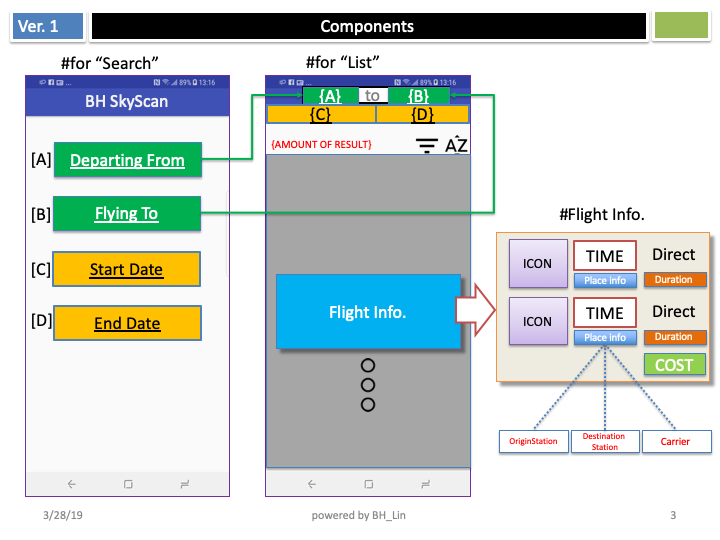 Ver. 1
Components
#for “Search”
#for “List”
89% 13:16
BH SkyScan
[A] Departing From
[B] Flying To
[C] Start Date
[D] End Date
89% 13:16
{A} to {B}
{C} {D}
{AMOUNT OF RESULT}
AZ
Flight Info.
#Flight Info.
ICON TIME Direct
Place info Duration
ICON TIME Direct
Place info Duration
COST
OriginStation
Destination
Station
Carrier
3/28/19
powered by BH_Lin
3